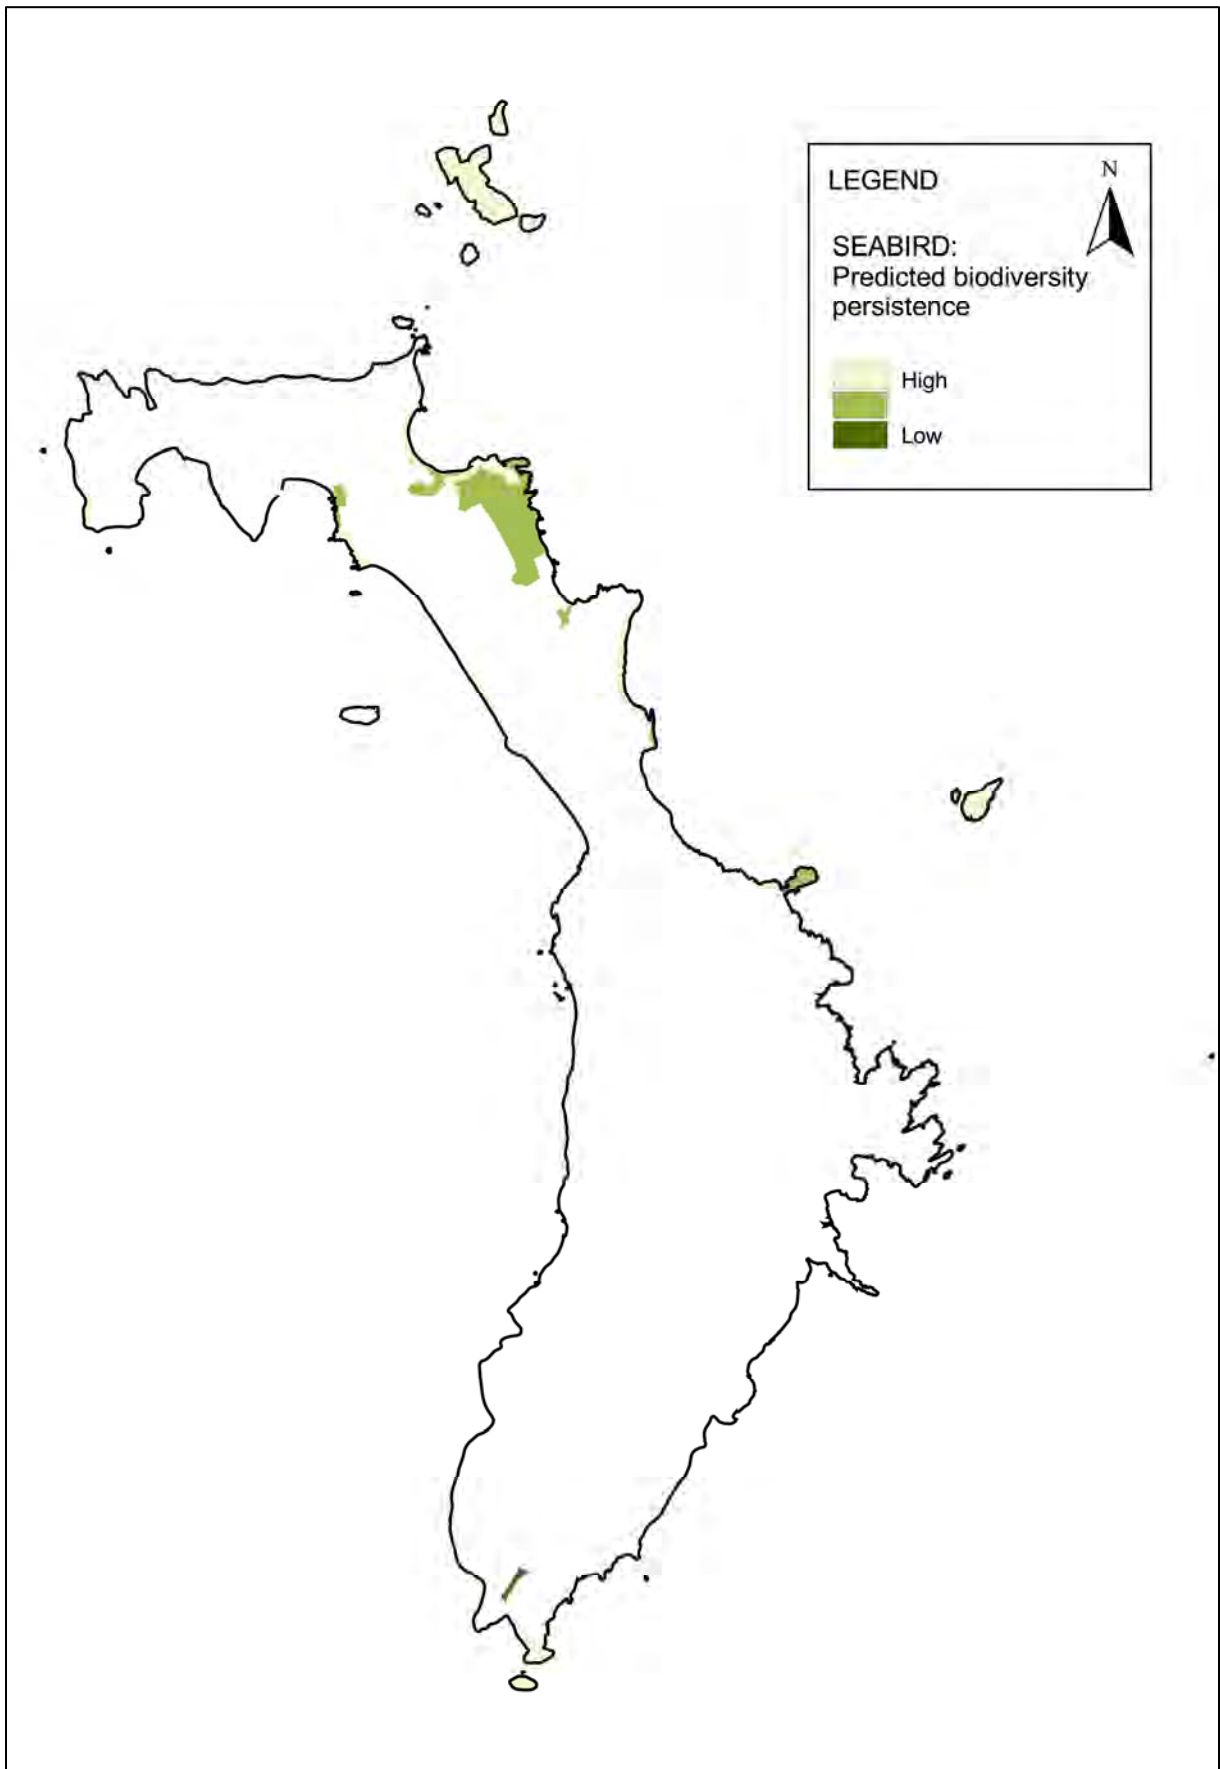 LEGEND
N
SEABIRD:
Predicted biodiversity
persistence
High
Low